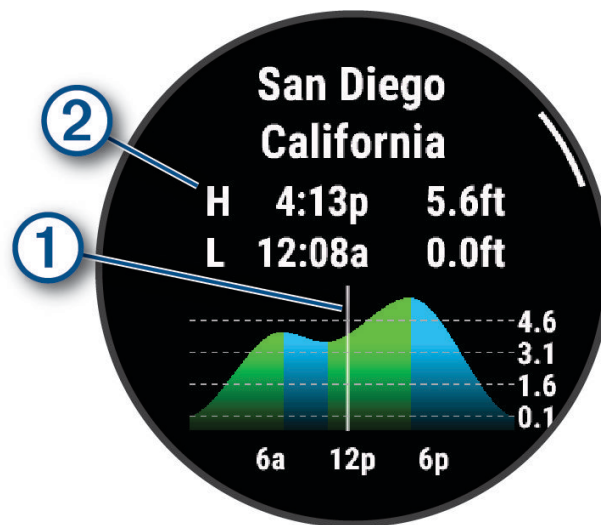 San Diego
California
2
H 4:13p 5.6ft
L 12:08a 0.0ft
1
4.6
3.1
1.6
0.1
6a 12p 6p